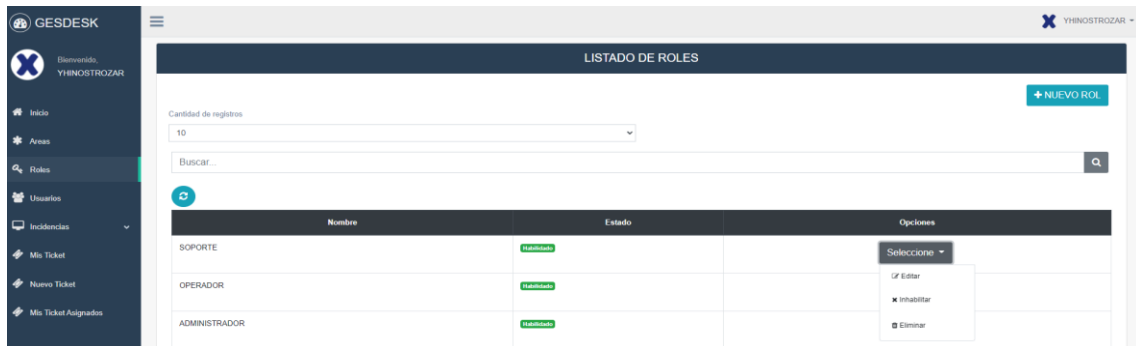 GESDESK
YHINOSTROZAR
Bienvenido,
YHINOSTROZAR
Inicio
Areas
Roles
Usuarios
Incidencias
Mis Ticket
Nuevo Ticket
Mis Ticket Asignados
LISTADO DE ROLES
+ NUEVO ROL
Cantidad de registros
10
Buscar...
Nombre Estado Opciones
SOPORTE Habilitado Seleccione
Editar
OPERADOR Habilitado
Inhabilitar
ADMINISTRADOR Habilitado
Eliminar